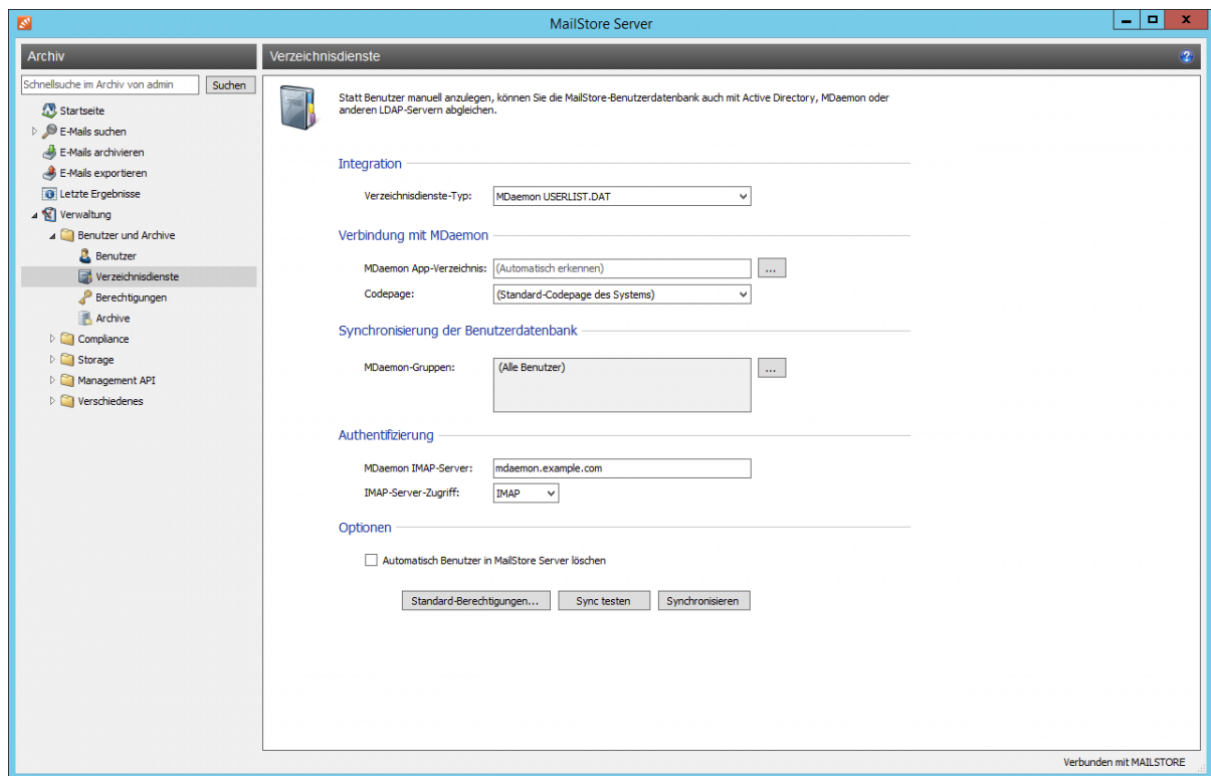 MailStore Server
Archiv
Schnellsuche im Archiv von admin
Suchen
Startseite
E-Mails suchen
E-Mails archivieren
E-Mails exportieren
Letzte Ergebnisse
Verwaltung
Benutzer und Archive
Benutzer
Verzeichnisdienste
Berechtigungen
Archive
Compliance
Storage
Management API
Verschiedenes
Verzeichnisdienste
Statt Benutzer manuell anzulegen, können Sie die MailStore-Benutzerdatenbank auch mit Active Directory, MDaemon oder
anderen LDAP-Servern abgleichen.
Integration
Verzeichnisdienste-Typ: MDaemon USERLIST.DAT
Verbindung mit MDaemon
MDaemon App-Verzeichnis: (Automatisch erkennen) ...
Codepage: (Standard-Codepage des Systems)
Synchronisierung der Benutzerdatenbank
MDaemon-Gruppen: (Alle Benutzer) ...
Authentifizierung
MDaemon IMAP-Server: mdaemon.example.com
IMAP-Server-Zugriff: IMAP
Optionen
Automatisch Benutzer in MailStore Server löschen
Standard-Berechtigungen... Sync testen Synchronisieren
Verbunden mit MAILSTORE